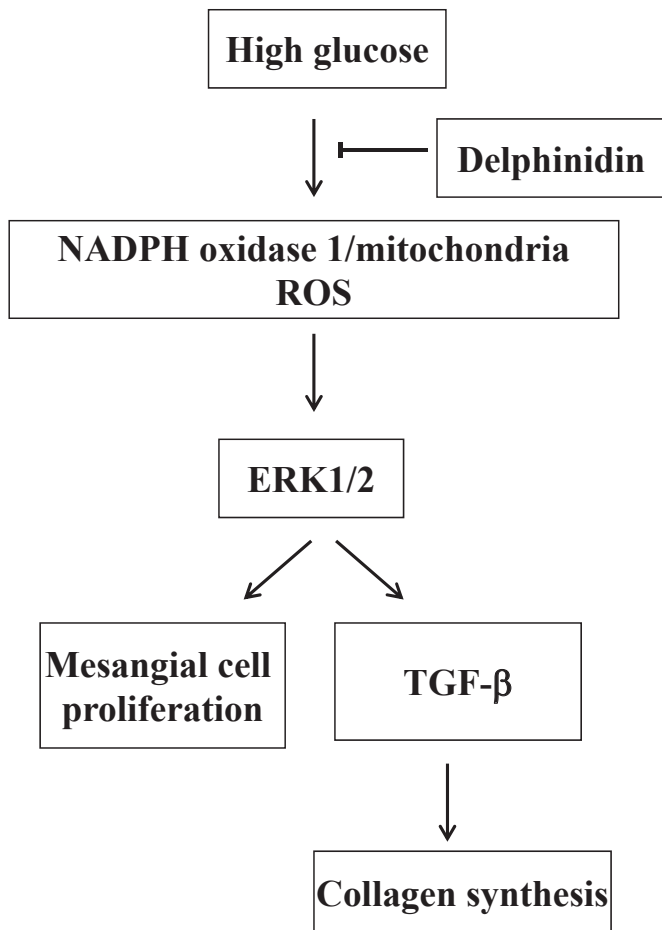 High glucose
Delphinidin
NADPH oxidase 1/mitochondria
ROS
ERK1/2
Mesangial cell
proliferation
TGF-β
Collagen synthesis